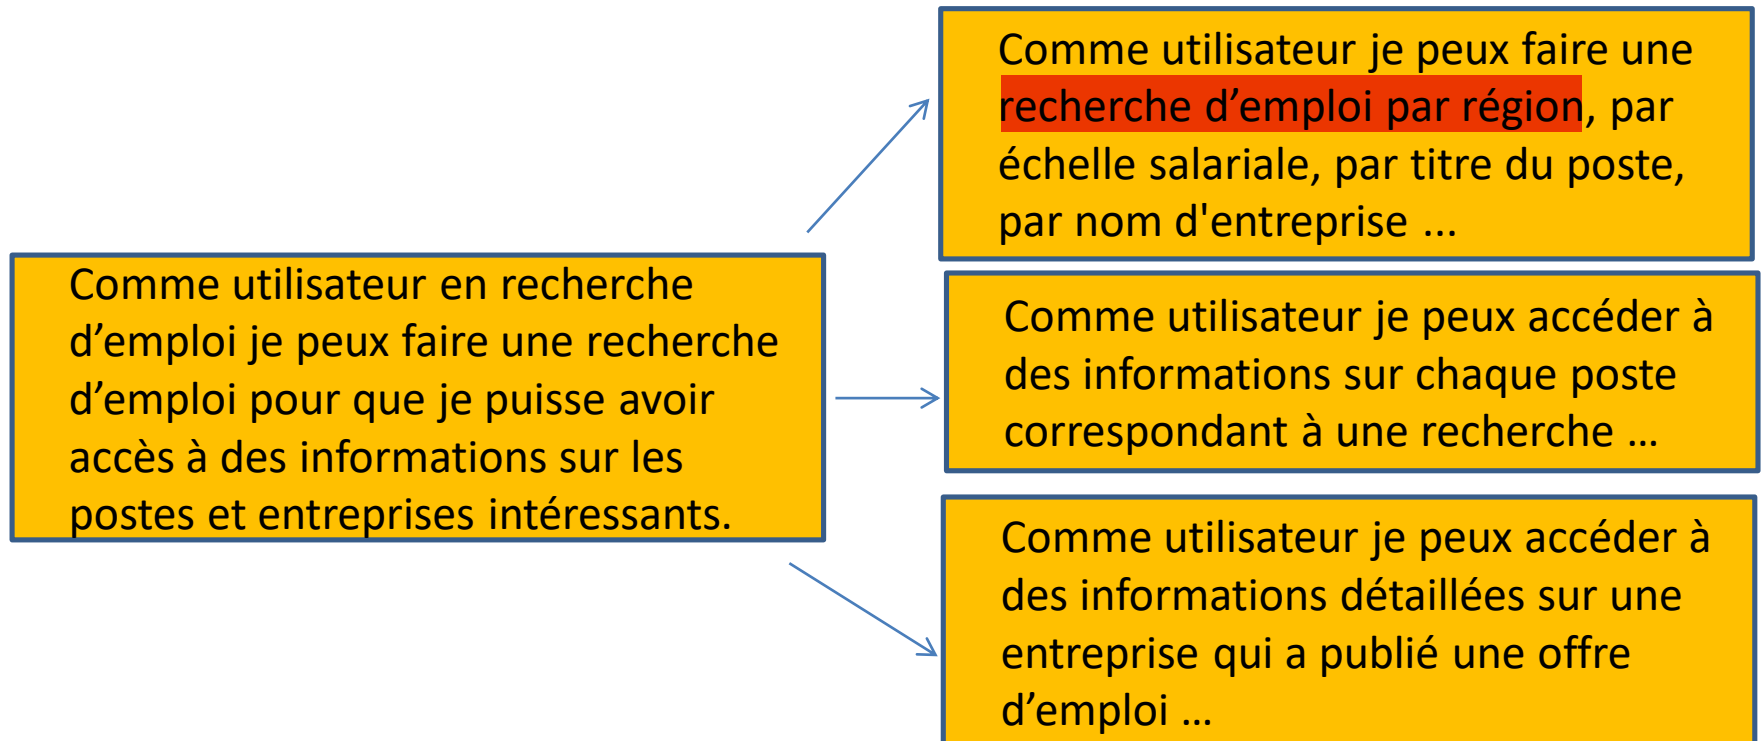 Comme utilisateur en recherche
d’emploi je peux faire une recherche
d’emploi pour que je puisse avoir
accès à des informations sur les
postes et entreprises intéressants.
Comme utilisateur je peux faire une
recherche d’emploi par région, par
échelle salariale, par titre du poste,
par nom d'entreprise ...
Comme utilisateur je peux accéder à
des informations sur chaque poste
correspondant à une recherche …
Comme utilisateur je peux accéder à
des informations détaillées sur une
entreprise qui a publié une offre
d’emploi …